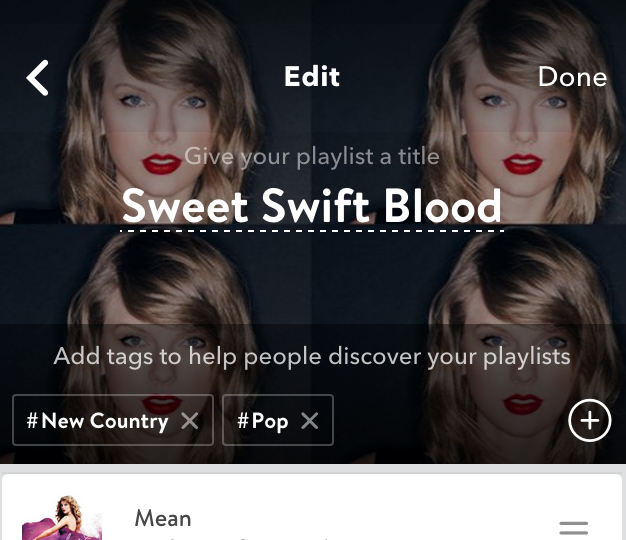 Edit
Done
Give your playlist a title
Sweet Swift Blood
Add tags to help people discover your playlists
#New Country
#Pop
Mean